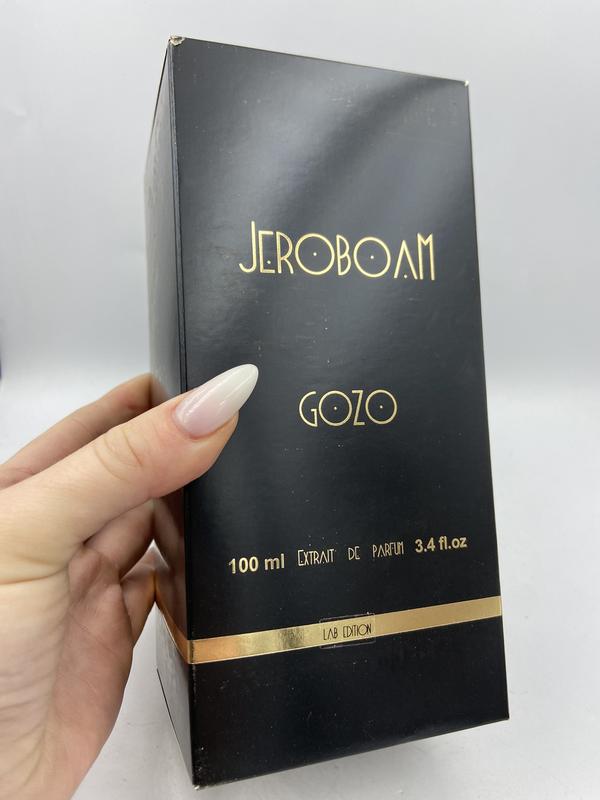 JEROBOAM
GOZO
100 ml EXTRAIT DE PARFUM 3.4 fl.oz
LAB EDITION